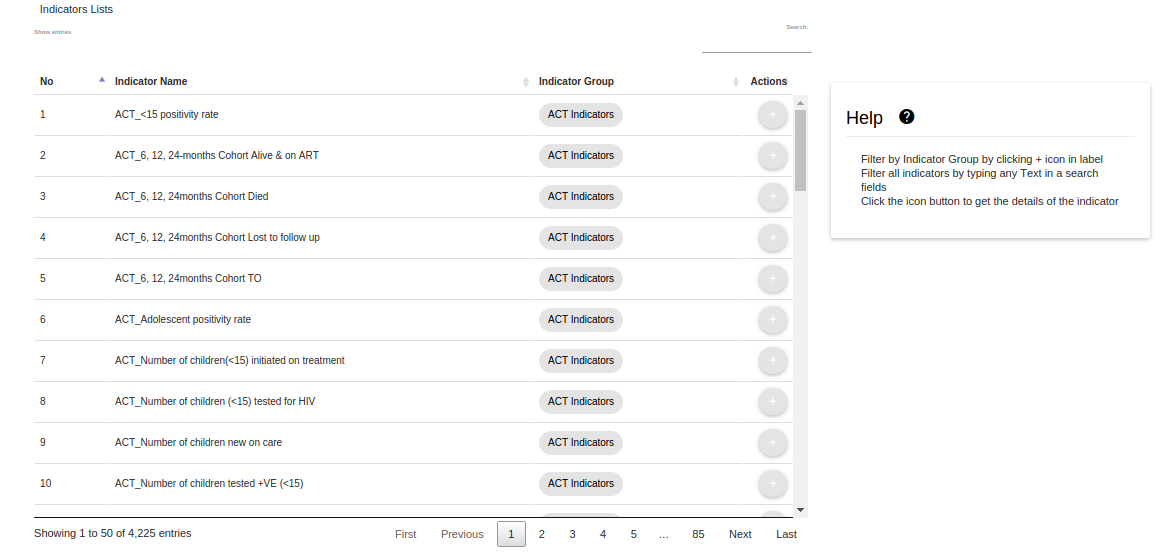 Indicators Lists
Show entries
Search:
No Indicator Name Indicator Group Actions
1 ACT_<15 positivity rate ACT Indicators +
2 ACT_6, 12, 24-months Cohort Alive & on ART ACT Indicators +
3 ACT_6, 12, 24months Cohort Died ACT Indicators +
4 ACT_6, 12, 24months Cohort Lost to follow up ACT Indicators +
5 ACT_6, 12, 24months Cohort TO ACT Indicators +
6 ACT_Adolescent positivity rate ACT Indicators +
7 ACT_Number of children(<15) initiated on treatment ACT Indicators +
8 ACT_Number of children (<15) tested for HIV ACT Indicators +
9 ACT_Number of children new on care ACT Indicators +
10 ACT_Number of children tested +VE (<15) ACT Indicators +
Showing 1 to 50 of 4,225 entries First Previous 1 2 3 4 5 … 85 Next Last
Help ?
Filter by Indicator Group by clicking + icon in label
Filter all indicators by typing any Text in a search
fields
Click the icon button to get the details of the indicator